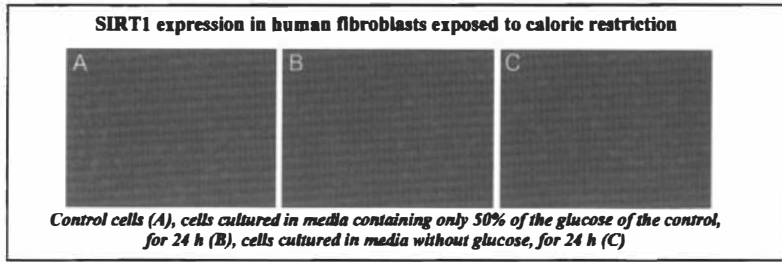 SIRT1 expression in human fibroblasts exposed to caloric restriction
A B C
Control cells (A), cells cultured in media containing only 50% of the glucose of the control,
for 24 h (B), cells cultured in media without glucose, for 24 h (C)